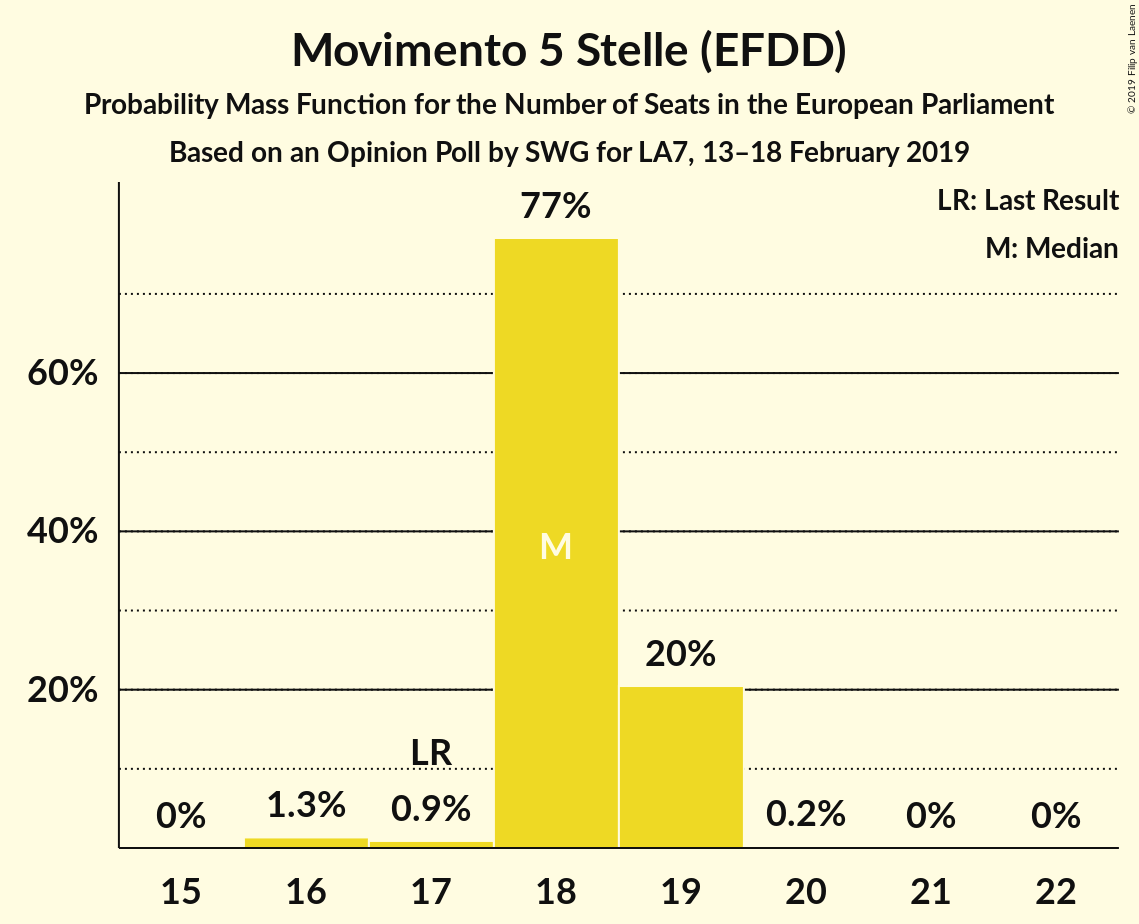 Movimento 5 Stelle (EFDD)
Probability Mass Function for the Number of Seats in the European Parliament
Based on an Opinion Poll by SWG for LA7, 13–18 February 2019
© 2019 Filip van Laenen
LR: Last Result
M: Median
77%
60%
40%
M
20%
20%
LR
0%
1.3%
0.9%
0.2%
0%
0%
15 16 17 18 19 20 21 22